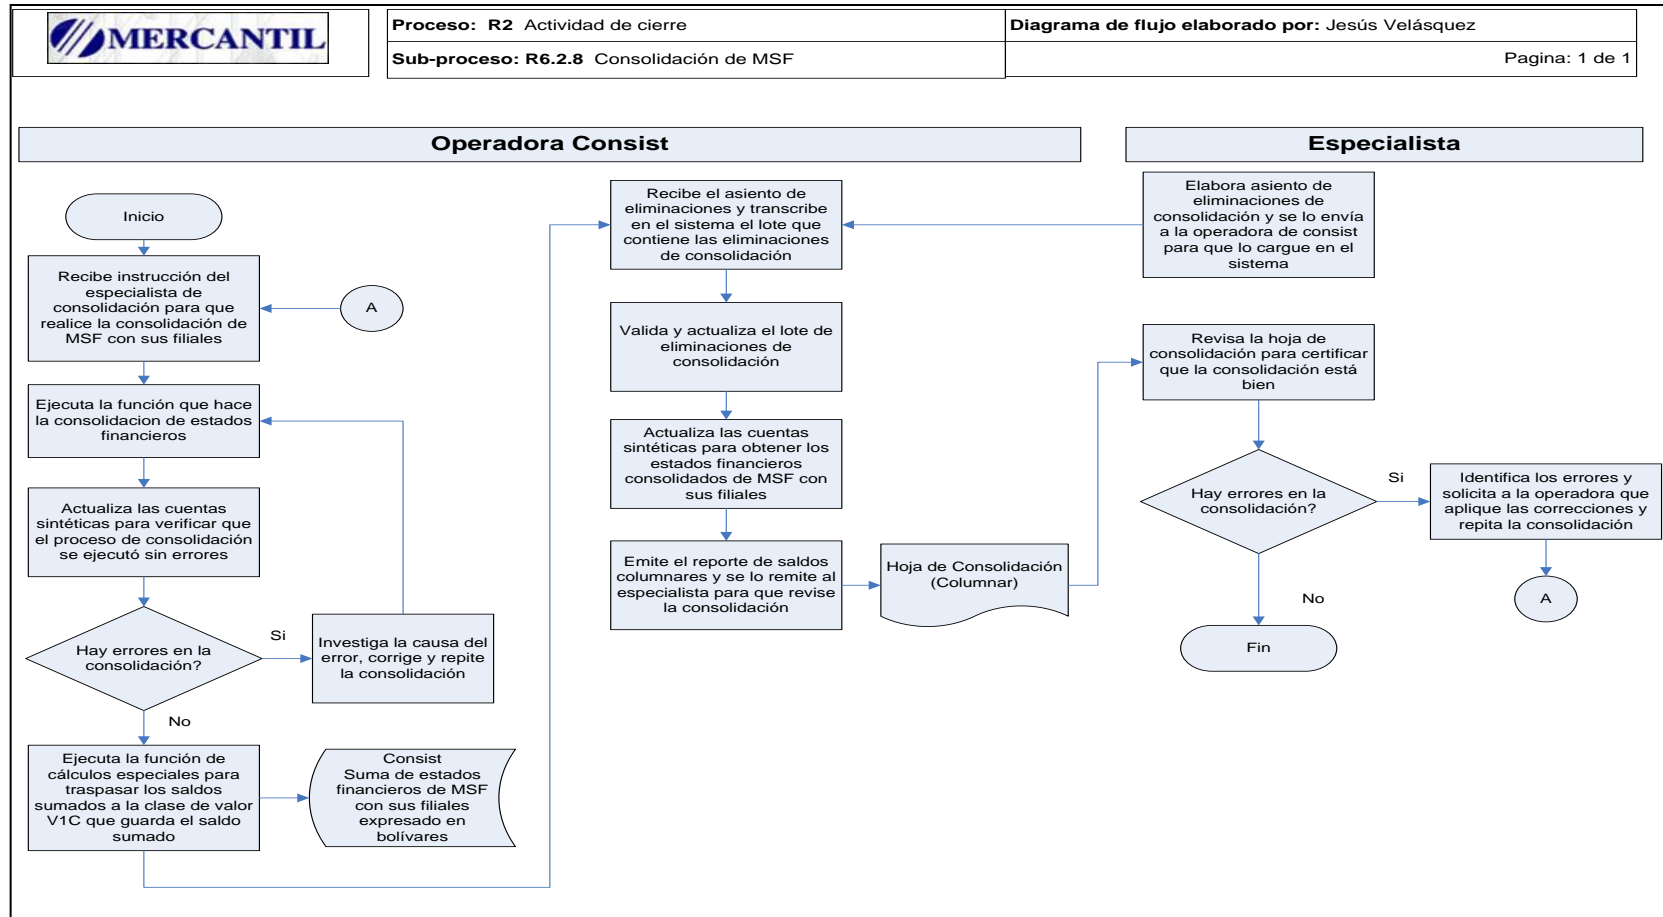 MERCANTIL
Proceso: R2 Actividad de cierre
Diagrama de flujo elaborado por: Jesús Velásquez
Sub-proceso: R6.2.8 Consolidación de MSF
Pagina: 1 de 1
Operadora Consist
Especialista
Inicio
Recibe instrucción del
especialista de
consolidación para que
realice la consolidación de
MSF con sus filiales
A
Ejecuta la función que hace
la consolidacion de estados
financieros
Actualiza las cuentas
sintéticas para verificar que
el proceso de consolidación
se ejecutó sin errores
Hay errores en la
consolidación?
Si
Investiga la causa del
error, corrige y repite
la consolidación
No
Ejecuta la función de
cálculos especiales para
traspasar los saldos
sumados a la clase de valor
V1C que guarda el saldo
sumado
Consist
Suma de estados
financieros de MSF
con sus filiales
expresado en
bolívares
Recibe el asiento de
eliminaciones y transcribe
en el sistema el lote que
contiene las eliminaciones
de consolidación
Valida y actualiza el lote de
eliminaciones de
consolidación
Actualiza las cuentas
sintéticas para obtener los
estados financieros
consolidados de MSF con
sus filiales
Emite el reporte de saldos
columnares y se lo remite al
especialista para que revise
la consolidación
Hoja de Consolidación
(Columnar)
Elabora asiento de
eliminaciones de
consolidación y se lo envía
a la operadora de consist
para que lo cargue en el
sistema
Revisa la hoja de
consolidación para certificar
que la consolidación está
bien
Hay errores en la
consolidación?
Si
Identifica los errores y
solicita a la operadora que
aplique las correcciones y
repita la consolidación
A
No
Fin